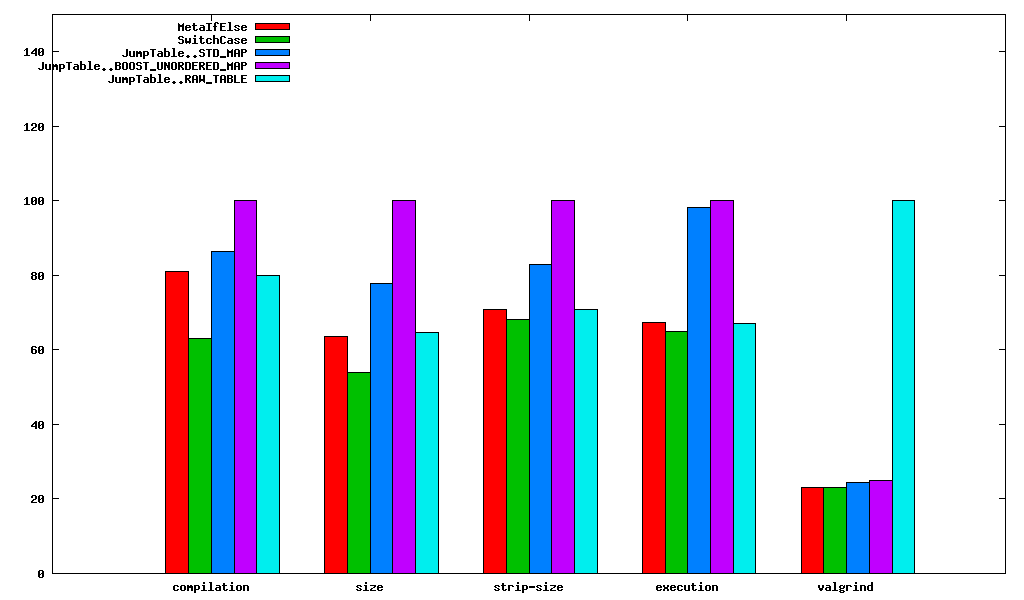 MetaIfElse
SwitchCase
JumpTable..STD_MAP
JumpTable..BOOST_UNORDERED_MAP
JumpTable..RAW_TABLE
140
120
100
80
60
40
20
0
compilation size strip-size execution valgrind